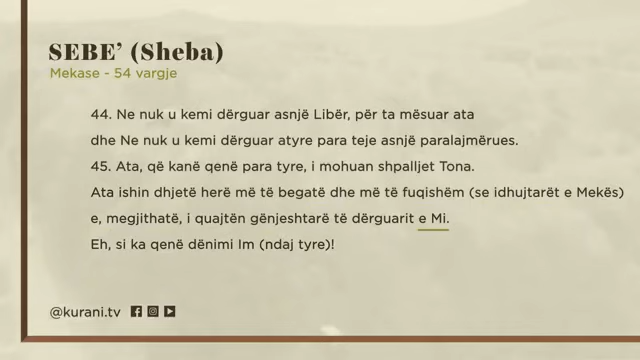 SEBE’ (Sheba)
Mekase - 54 vargje
44. Ne nuk u kemi dërguar asnjë Libër, për ta mësuar ata
dhe Ne nuk u kemi dërguar atyre para teje asnjë paralajmërues.
45. Ata, që kanë qenë para tyre, i mohuan shpalljet Tona.
Ata ishin dhjetë herë më të begatë dhe më të fuqishëm (se idhujtarët e Mekës)
e, megjithatë, i quajtën gënjeshtarë të dërguarit e Mi.
Eh, si ka qenë dënimi Im (ndaj tyre)!
@kurani.tv